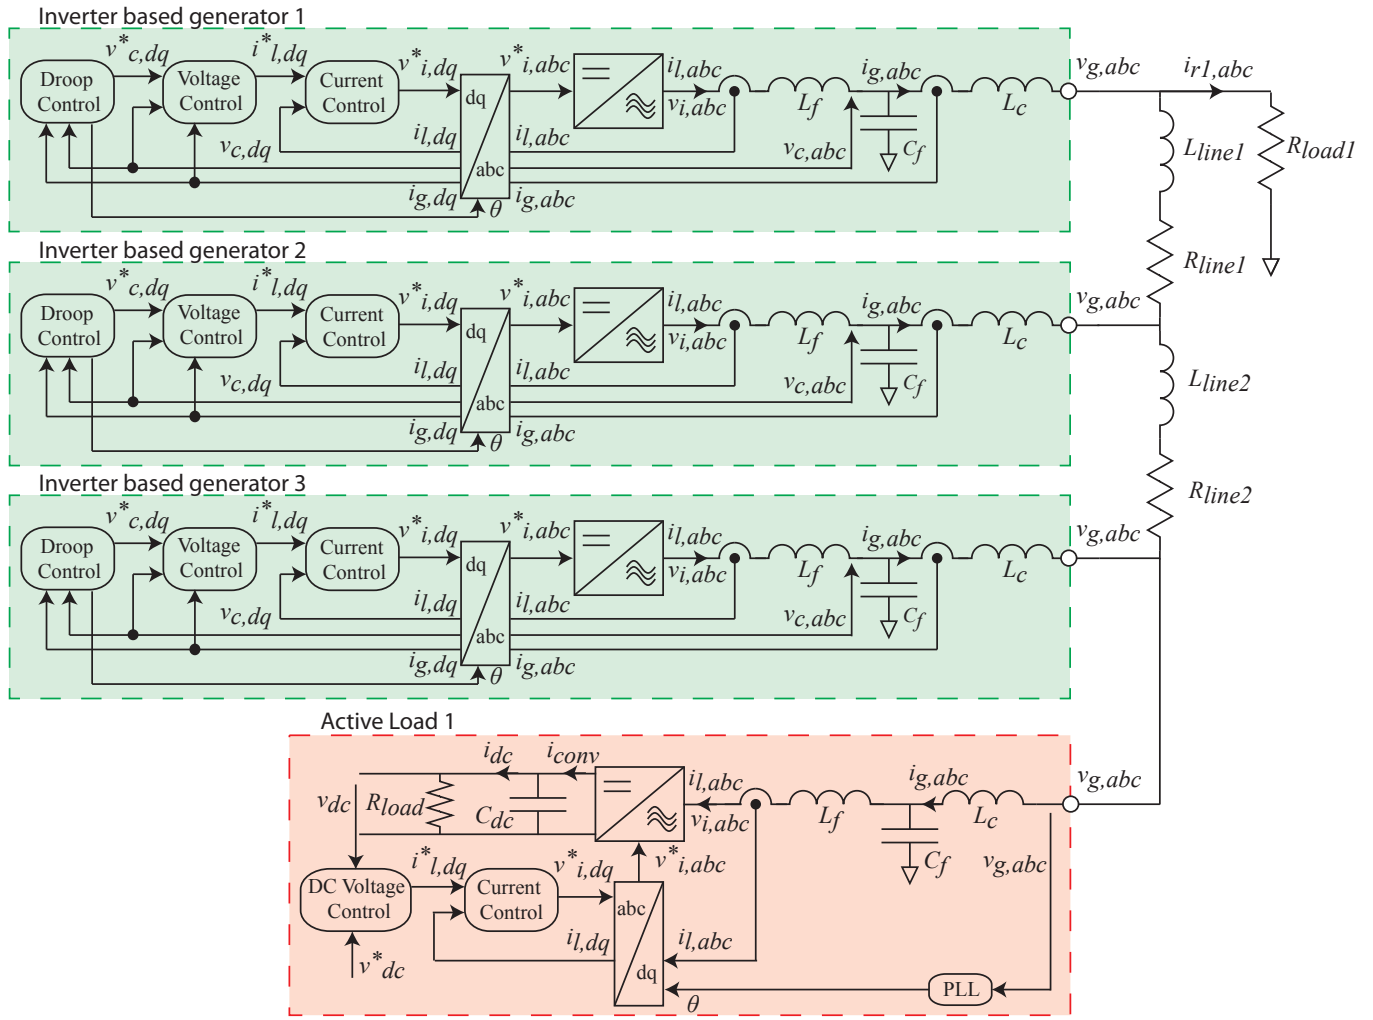 Inverter based generator 1
v*c,dq
i*l,dq
v*i,dq
v*i,abc
il,abc
ig,abc
vg,abc
ir1,abc
Droop
Control
Voltage
Control
Current
Control
dq
vi,abc
Lf
Lc
vc,dq
il,dq
il,abc
vc,abc
Cf
Lline1
Rload1
abc
ig,dq
θ
ig,abc
Rline1
Inverter based generator 2
v*c,dq
i*l,dq
v*i,dq
v*i,abc
il,abc
ig,abc
vg,abc
Droop
Control
Voltage
Control
Current
Control
dq
vi,abc
Lf
Lc
vc,dq
il,dq
il,abc
vc,abc
Cf
Lline2
abc
ig,dq
θ
ig,abc
Rline2
Inverter based generator 3
v*c,dq
i*l,dq
v*i,dq
v*i,abc
il,abc
ig,abc
vg,abc
Droop
Control
Voltage
Control
Current
Control
dq
vi,abc
Lf
Lc
vc,dq
il,dq
il,abc
vc,abc
Cf
abc
ig,dq
θ
ig,abc
Active Load 1
idc
iconv
il,abc
ig,abc
vg,abc
vdc
Rload
Cdc
vi,abc
Lf
Lc
Cf
vg,abc
i*l,dq
v*i,dq
v*i,abc
DC Voltage
Control
Current
Control
abc
il,dq
il,abc
dq
v*dc
θ
PLL